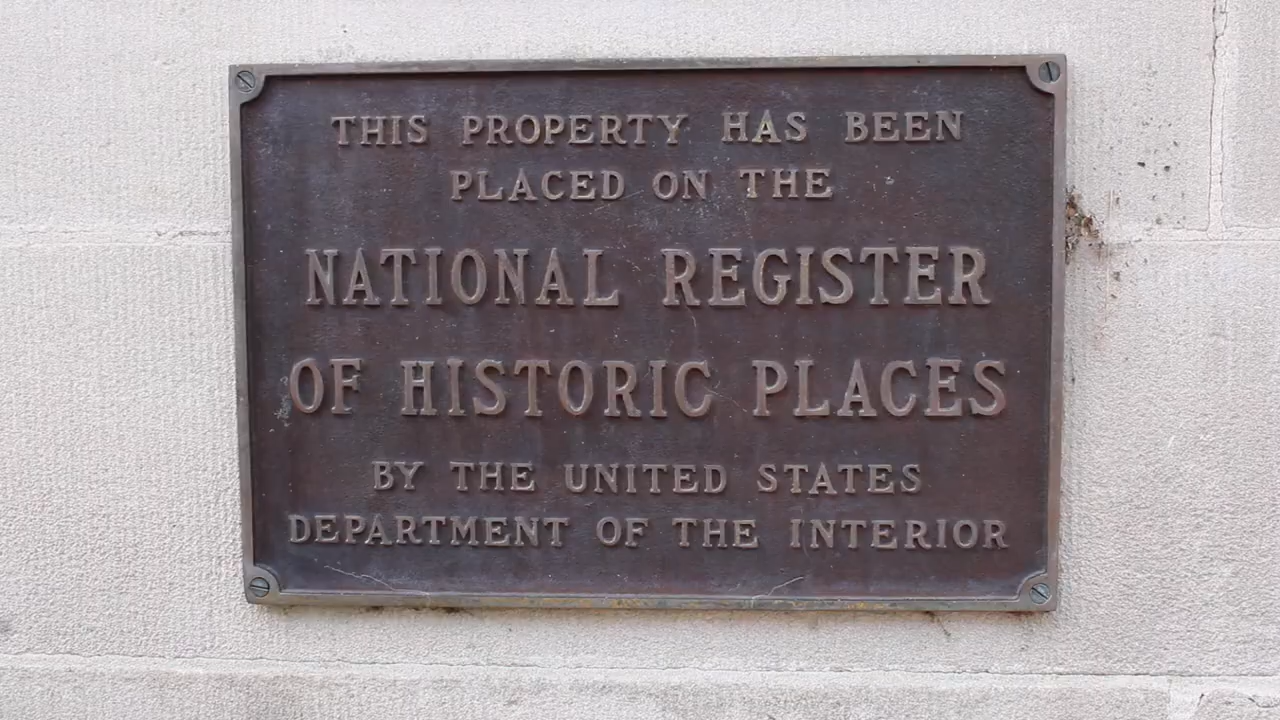 THIS PROPERTY HAS BEEN
PLACED ON THE
NATIONAL REGISTER
OF HISTORIC PLACES
BY THE UNITED STATES
DEPARTMENT OF THE INTERIOR